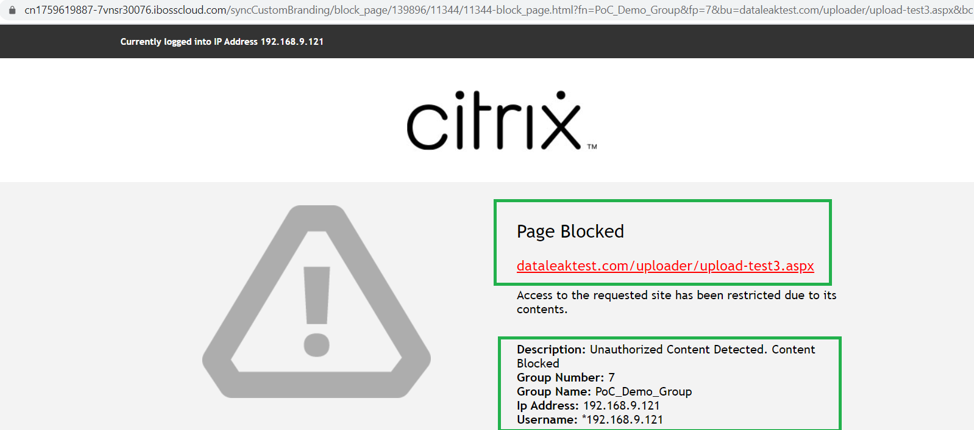 cn1759619887-7vnsr30076.ibosscloud.com/syncCustomBranding/block_page/139896/11344/11344-block_page.html?fn=PoC_Demo_Group&fp=7&bu=dataleaktest.com/uploader/upload-test3.aspx&bc
Currently logged into IP Address 192.168.9.121
citrix™
!
Page Blocked
dataleaktest.com/uploader/upload-test3.aspx
Access to the requested site has been restricted due to its
contents.
Description: Unauthorized Content Detected. Content
Blocked
Group Number: 7
Group Name: PoC_Demo_Group
Ip Address: 192.168.9.121
Username: *192.168.9.121